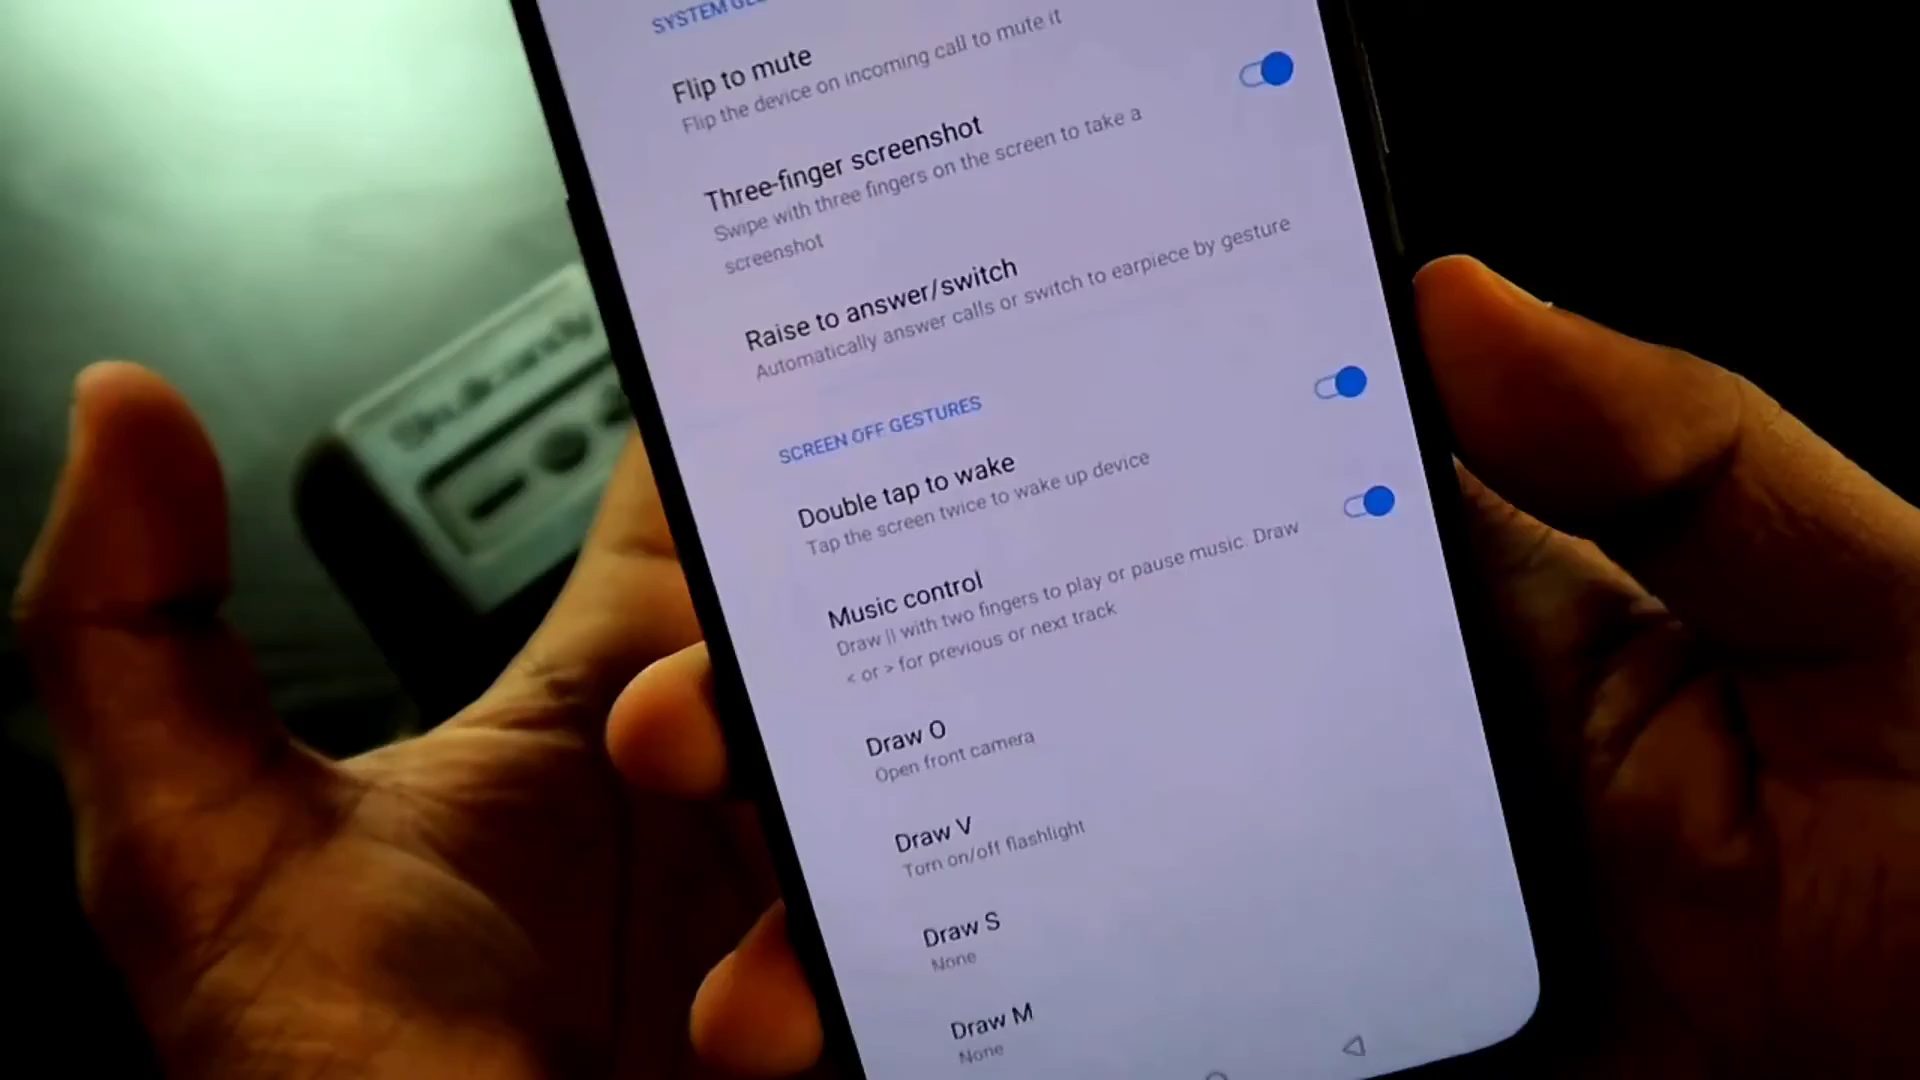 SYSTEM
Flip to mute
Flip the device on incoming call to mute it
Three-finger screenshot
Swipe with three fingers on the screen to take a
screenshot
Raise to answer/switch
Automatically answer calls or switch to earpiece by gesture
SCREEN OFF GESTURES
Double tap to wake
Tap the screen twice to wake up device
Music control
Draw || with two fingers to play or pause music. Draw
< or > for previous or next track
Draw O
Open front camera
Draw V
Torn on/off flashlight
Draw S
None
Draw M
None